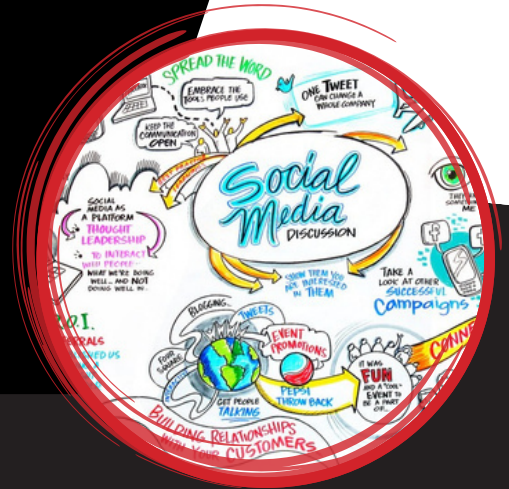 SPREAD THE WORD
EMBRACE THE
TOOLS PEOPLE USE
KEEP THE
COMMUNICATION
OPEN
ONE TWEET
CAN CHANGE A
WHOLE COMPANY
Social
Media
DISCUSSION
SOCIAL
MEDIA AS
A PLATFORM
THOUGHT
LEADERSHIP
TO INTERACT
WITH PEOPLE..
WHAT WE'RE DOING
WELL... AND NOT
DOING WELL IN..
SHOW THEM YOU
ARE INTERESTED
IN THEM
ME
TAKE A
LOOK AT OTHER
SUCCESSFUL
Campaigns
O.I.
BLOGGING..
TWEETS
FOUR
SQUARE
EVENT
PROMOTIONS
GET PEOPLE
TALKING
PEPSI
THROW BACK
IT WAS
FUN
AND A "COOL"
EVENT TO
BE A PART
OF...
CONNE
BUILDING RELATIONSHIPS
WITH YOUR CUSTOMERS